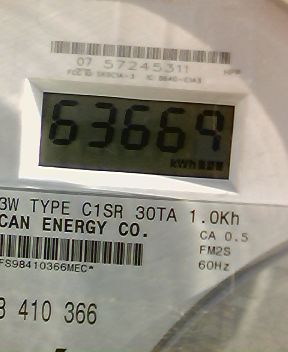 07 57245311
63669
kWh
3W TYPE C1SR 30TA 1.0Kh
CAN ENERGY CO.
CA 0.5
FM2S
60Hz
FS98410366MEC*
3 410 366